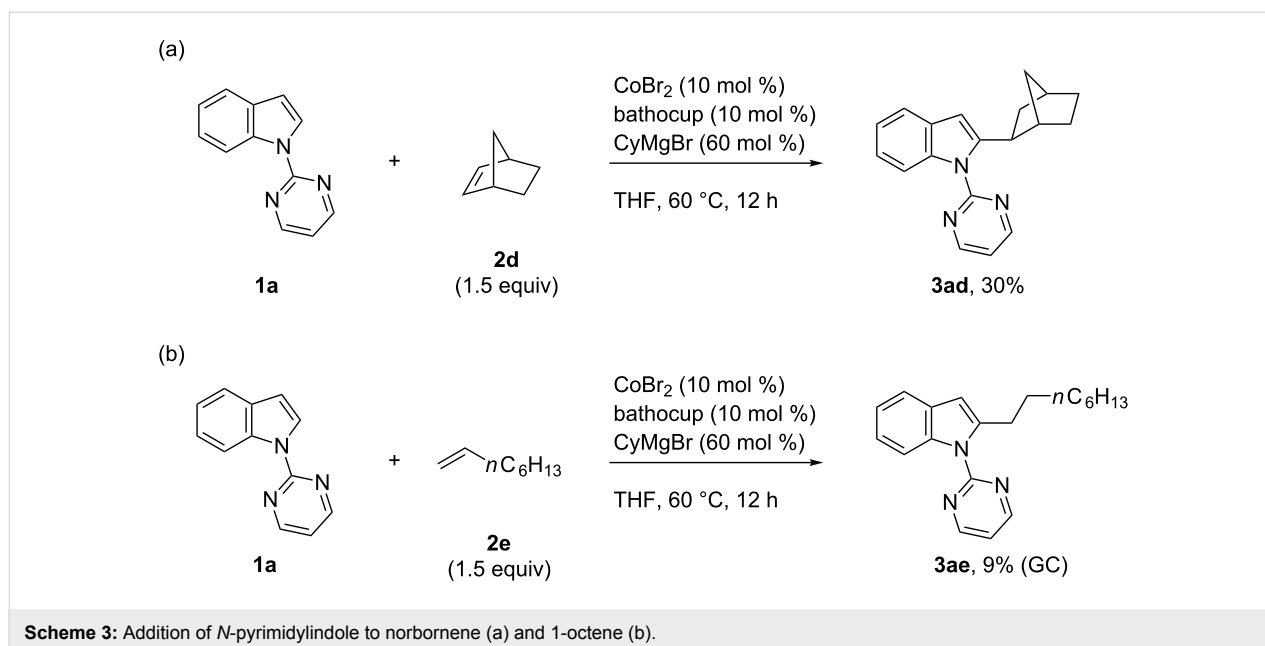 (a)
N
N
N
1a
+
2d
(1.5 equiv)
CoBr₂ (10 mol %)
bathocup (10 mol %)
CyMgBr (60 mol %)
THF, 60 °C, 12 h
N
N
N
3ad, 30%
(b)
N
N
N
1a
+
nC₆H₁₃
2e
(1.5 equiv)
CoBr₂ (10 mol %)
bathocup (10 mol %)
CyMgBr (60 mol %)
THF, 60 °C, 12 h
nC₆H₁₃
N
N
N
3ae, 9% (GC)
Scheme 3: Addition of N-pyrimidylindole to norbornene (a) and 1-octene (b).